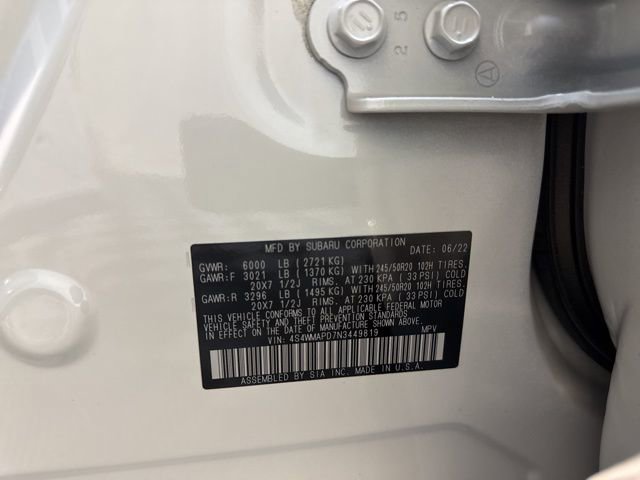 2 5
A
MFD BY SUBARU CORPORATION DATE: 06/22
GVWR: 6000 LB ( 2721 KG)
GAWR:F 3021 LB ( 1370 KG) WITH 245/50R20 102H TIRES.
20X7 1/2J RIMS. AT 230 KPA ( 33 PSI) COLD
GAWR:R 3296 LB ( 1495 KG) WITH 245/50R20 102H TIRES.
20X7 1/2J RIMS. AT 230 KPA ( 33 PSI) COLD
THIS VEHICLE CONFORMS TO ALL APPLICABLE FEDERAL MOTOR
VEHICLE SAFETY AND THEFT PREVENTION STANDARDS
IN EFFECT ON THE DATE OF MANUFACTURE SHOWN ABOVE.
VIN: 4S4WMAPD7N3449819 MPV
ASSEMBLED BY SIA INC. MADE IN U.S.A.